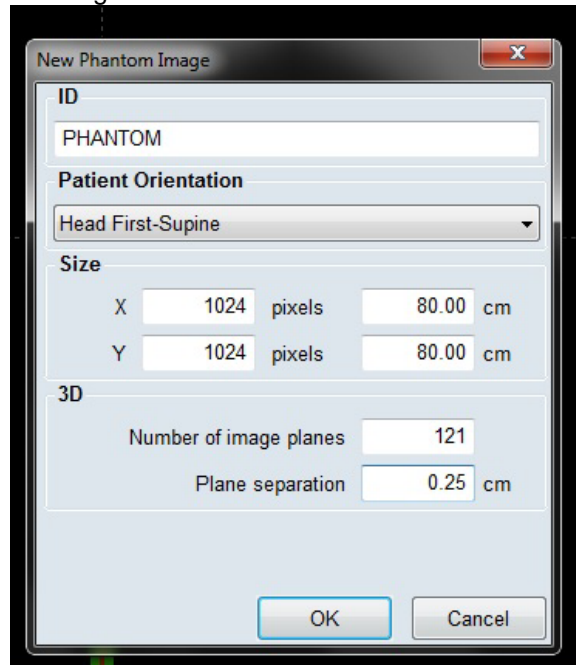 New Phantom Image
ID
PHANTOM
Patient Orientation
Head First-Supine
Size
X 1024 pixels 80.00 cm
Y 1024 pixels 80.00 cm
3D
Number of image planes 121
Plane separation 0.25 cm
OK Cancel